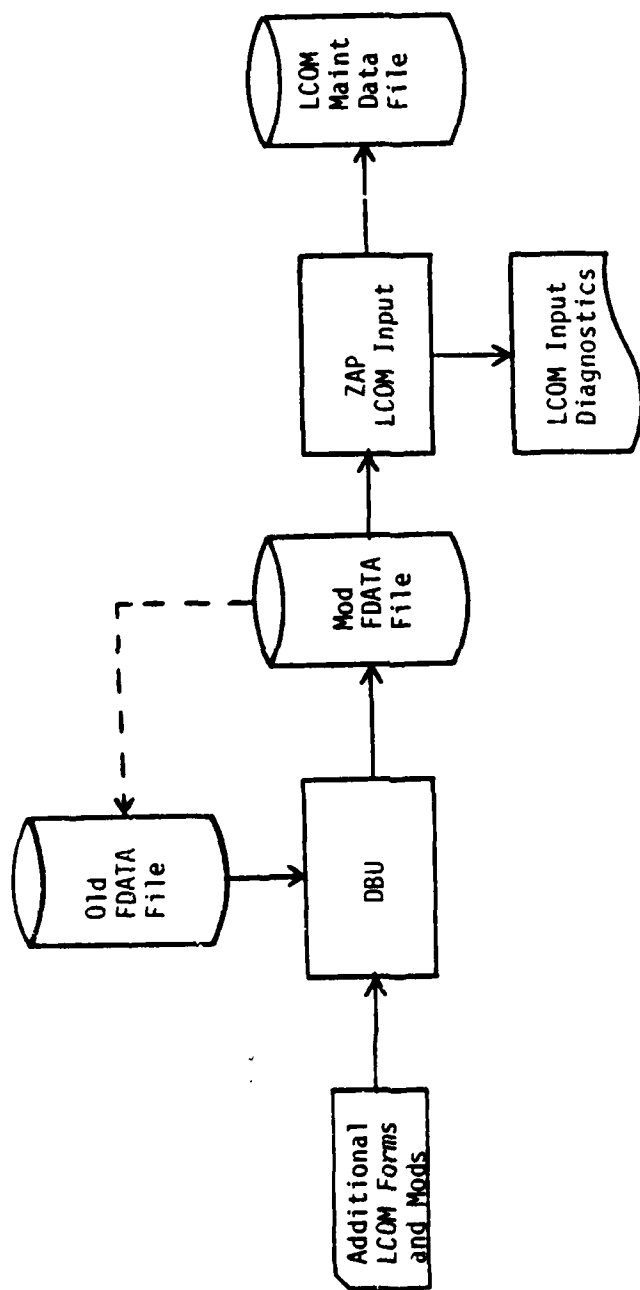 Additional
LCOM Forms
and Mods
Old
FDATA
File
DBU
Mod
FDATA
File
ZAP
LCOM Input
LCOM Input
Diagnostics
LCOM
Maint
Data
File